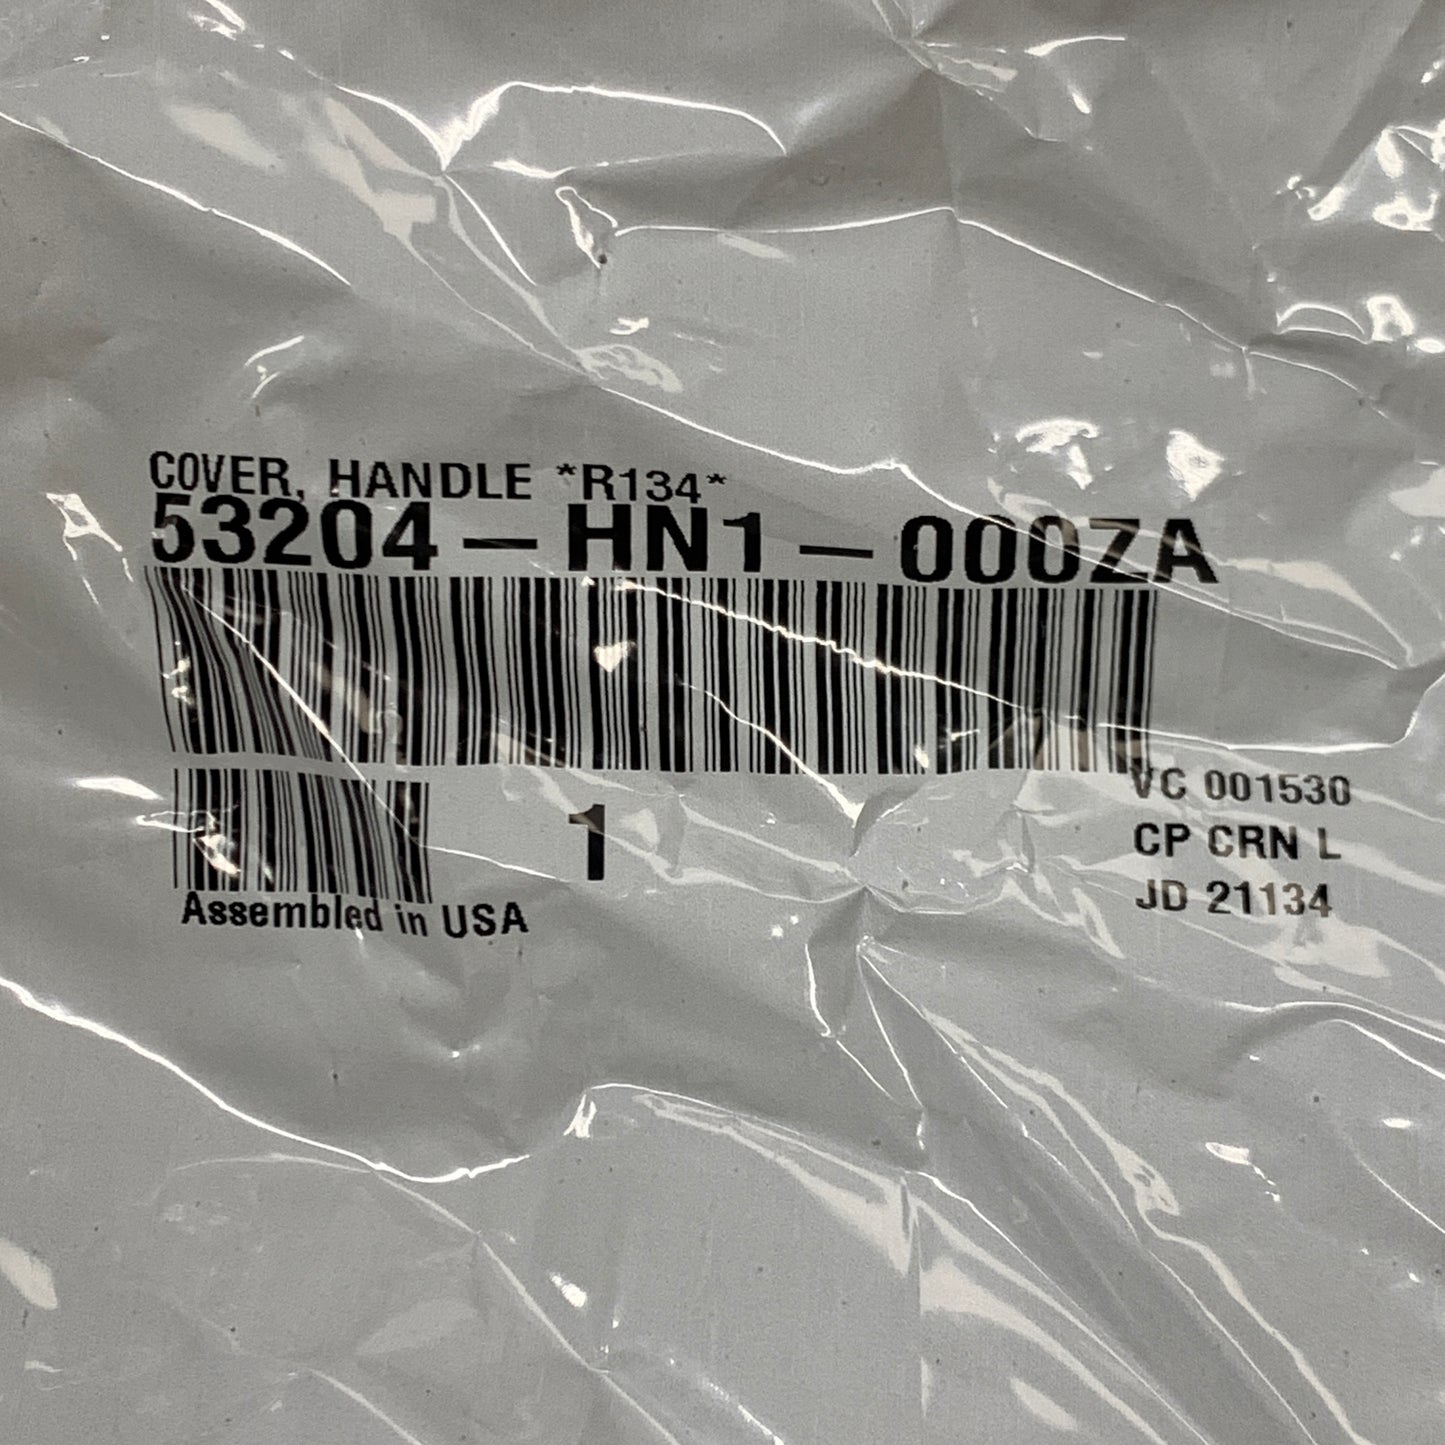 COVER, HANDLE *R134*
53204-HN1-000ZA
1
VC 001530
CP CRN L
JD 21134
Assembled in USA